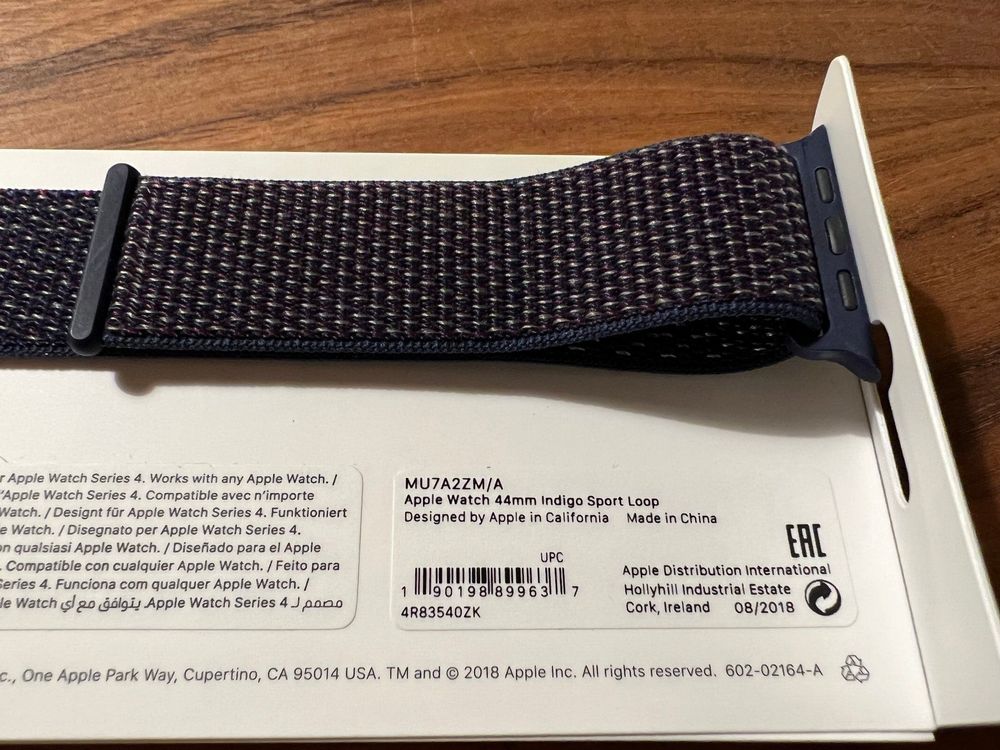 Apple Watch Series 4. Works with any Apple Watch. /
Apple Watch Series 4. Compatible avec n’importe
Watch. / Designt für Apple Watch Series 4. Funktioniert
Watch. / Disegnato per Apple Watch Series 4.
qualsiasi Apple Watch. / Diseñado para el Apple
. Compatible con cualquier Apple Watch. / Feito para
Series 4. Funciona com qualquer Apple Watch. /
مصمم لـ Apple Watch Series 4. يتوافق مع أي Watch
MU7A2ZM/A
Apple Watch 44mm Indigo Sport Loop
Designed by Apple in California Made in China
EAC
UPC
1 90198 89963 7
4R83540ZK
Apple Distribution International
Hollyhill Industrial Estate
Cork, Ireland 08/2018
c., One Apple Park Way, Cupertino, CA 95014 USA. TM and © 2018 Apple Inc. All rights reserved. 602-02164-A